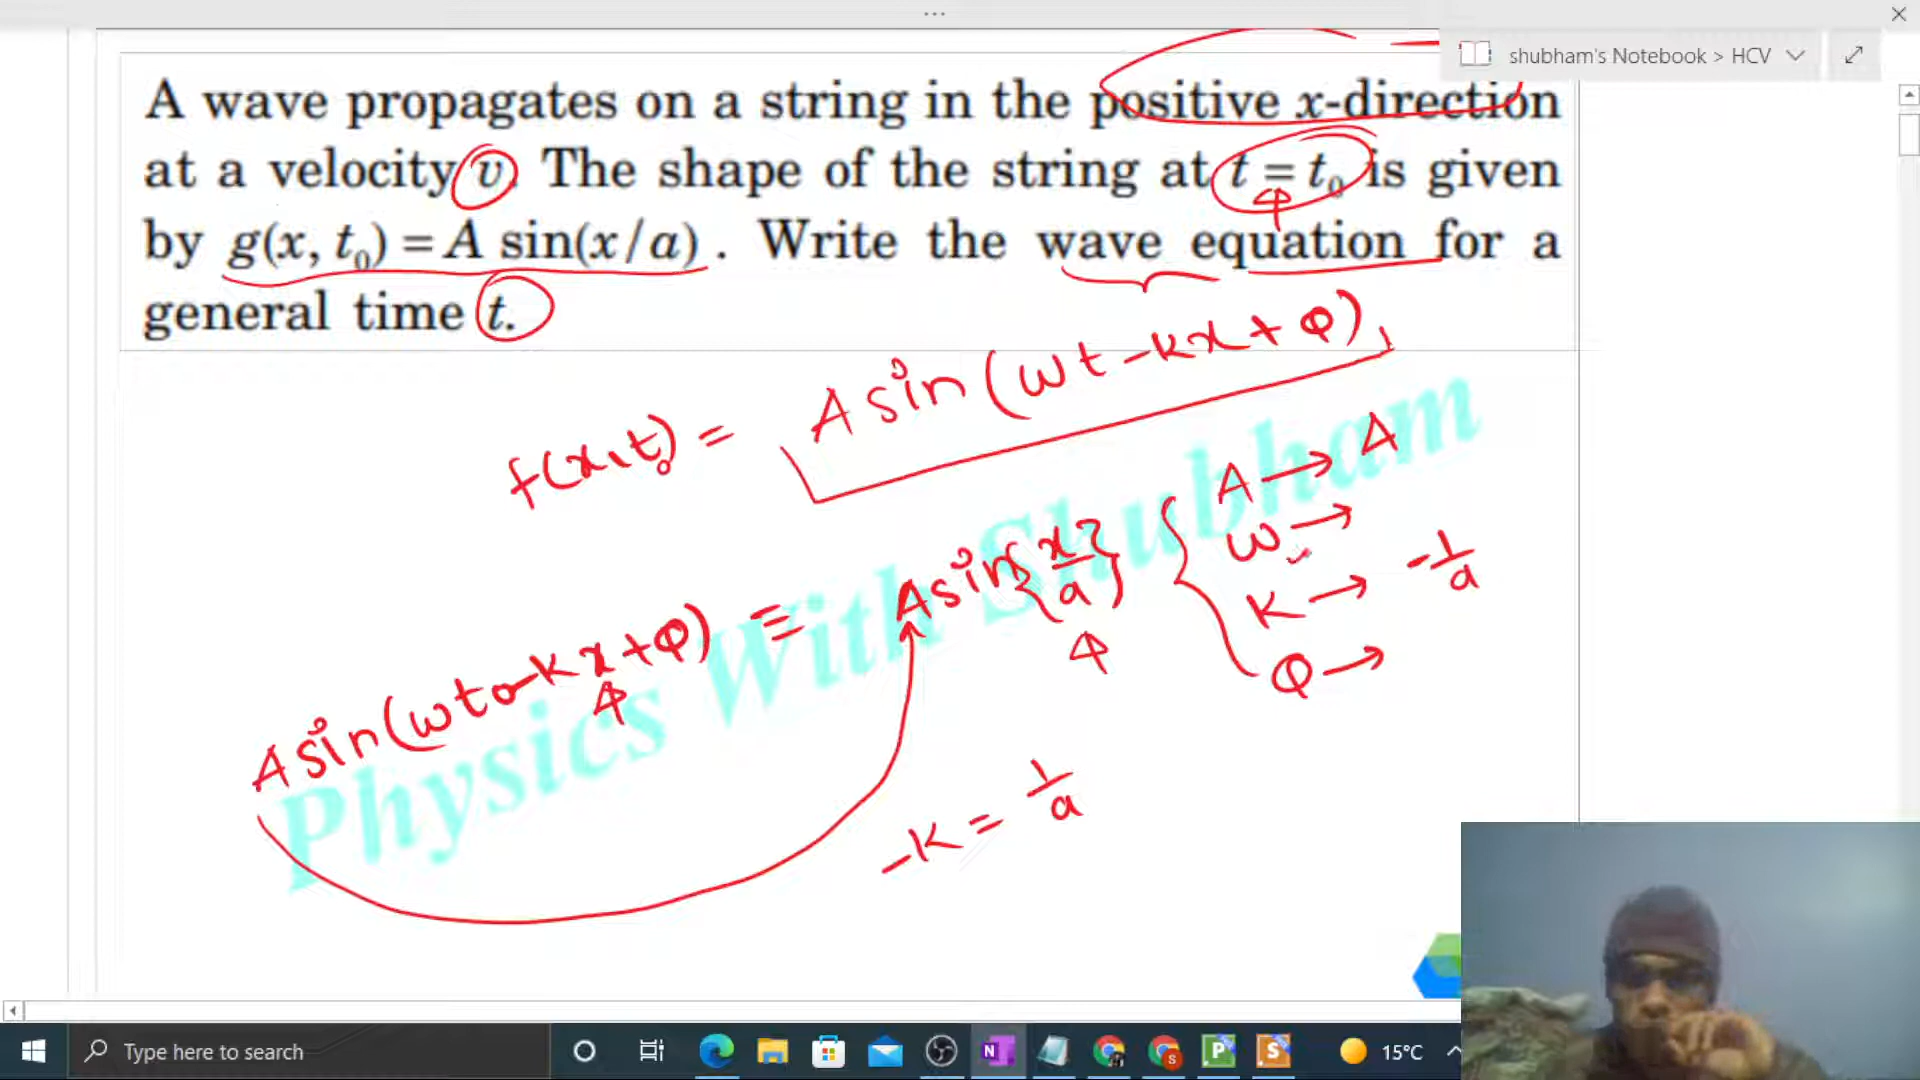 shubham's Notebook > HCV
A wave propagates on a string in the positive x-direction
at a velocity v. The shape of the string at t = t₀ is given
by g(x, t₀) = A sin(x/a). Write the wave equation for a
general time t.
f(x, t₀) = A sin(ωt - kx + φ)
A → A
ω →
K → -1/a
φ →
A sin(ωt₀ - kx + φ) ≡ A sin{x/a}
-K = 1/a
Physics With Shubham
Type here to search
15°C